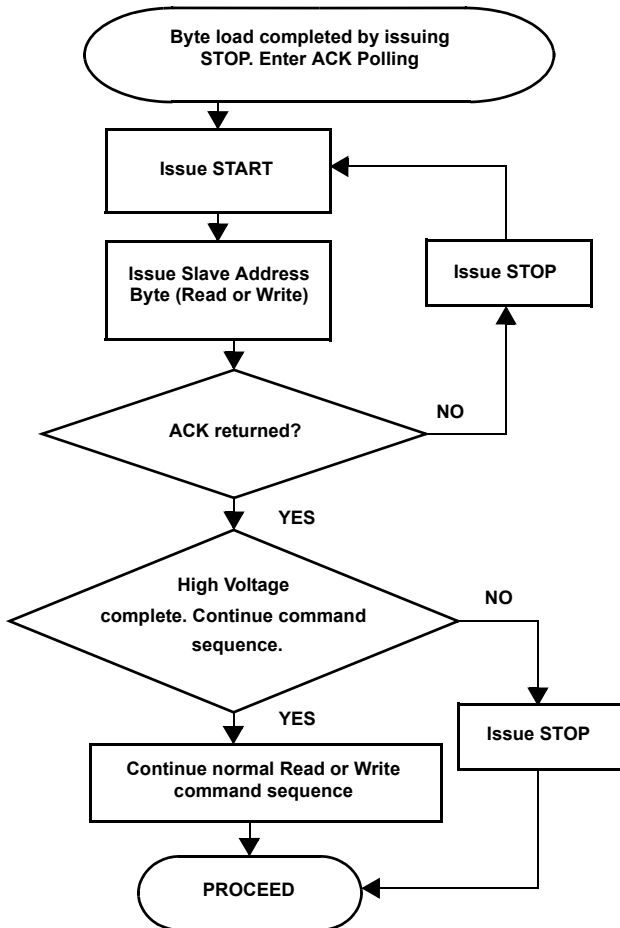 Byte load completed by issuing
STOP. Enter ACK Polling
Issue START
Issue Slave Address
Byte (Read or Write)
Issue STOP
ACK returned?
NO
YES
High Voltage
complete. Continue command
sequence.
NO
YES
Issue STOP
Continue normal Read or Write
command sequence
PROCEED